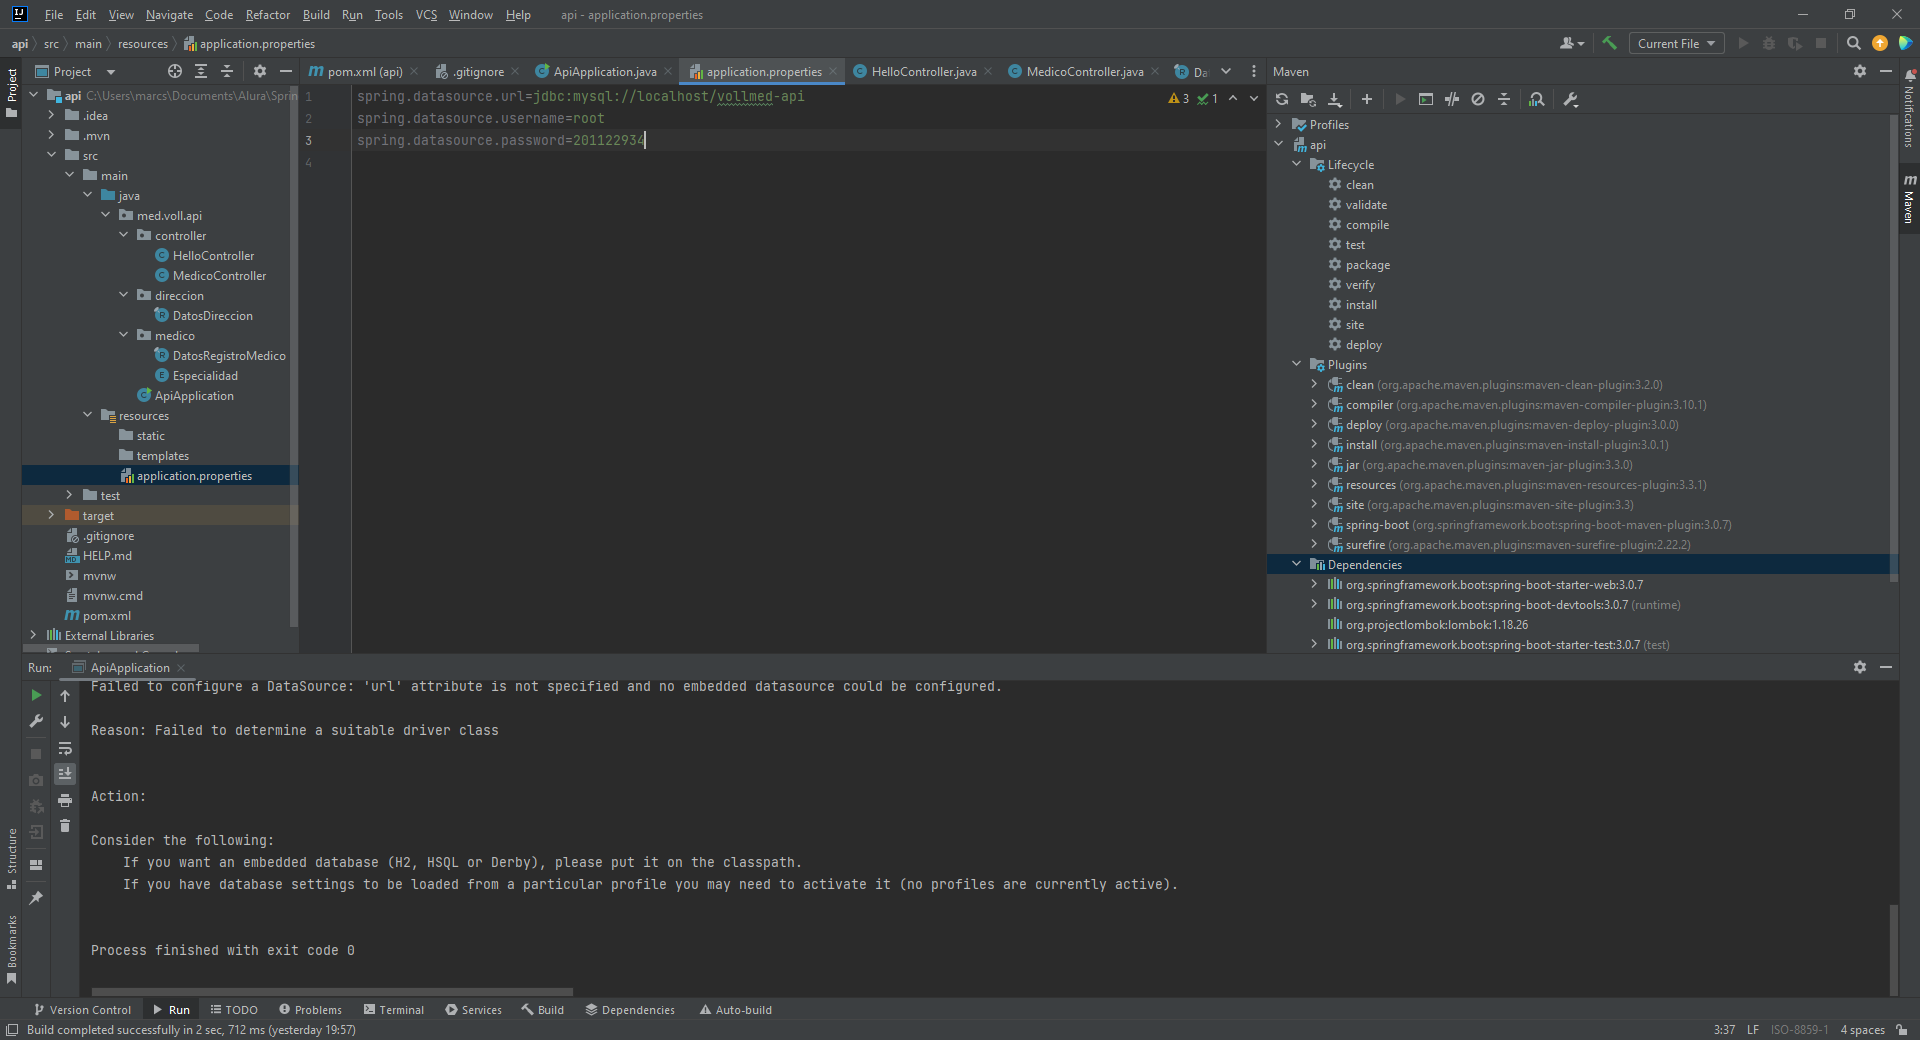 File Edit View Navigate Code Refactor Build Run Tools VCS Window Help api - application.properties
api src main resources application.properties
Current File
Project
pom.xml (api) .gitignore ApiApplication.java application.properties HelloController.java MedicoController.java Da
Maven
api C:\Users\marcs\Documents\Alura\Sprin
.idea
.mvn
src
main
java
med.voll.api
controller
HelloController
MedicoController
direccion
DatosDireccion
medico
DatosRegistroMedico
Especialidad
ApiApplication
resources
static
templates
application.properties
test
target
.gitignore
HELP.md
mvnw
mvnw.cmd
pom.xml
External Libraries
1 spring.datasource.url=jdbc:mysql://localhost/vollmed-api
2 spring.datasource.username=root
3 spring.datasource.password=201122934
4
3 1
Profiles
api
Lifecycle
clean
validate
compile
test
package
verify
install
site
deploy
Plugins
clean (org.apache.maven.plugins:maven-clean-plugin:3.2.0)
compiler (org.apache.maven.plugins:maven-compiler-plugin:3.10.1)
deploy (org.apache.maven.plugins:maven-deploy-plugin:3.0.0)
install (org.apache.maven.plugins:maven-install-plugin:3.0.1)
jar (org.apache.maven.plugins:maven-jar-plugin:3.3.0)
resources (org.apache.maven.plugins:maven-resources-plugin:3.3.1)
site (org.apache.maven.plugins:maven-site-plugin:3.3)
spring-boot (org.springframework.boot:spring-boot-maven-plugin:3.0.7)
surefire (org.apache.maven.plugins:maven-surefire-plugin:2.22.2)
Dependencies
org.springframework.boot:spring-boot-starter-web:3.0.7
org.springframework.boot:spring-boot-devtools:3.0.7 (runtime)
org.projectlombok:lombok:1.18.26
org.springframework.boot:spring-boot-starter-test:3.0.7 (test)
Project
Structure
Bookmarks
Notifications
Maven
Run: ApiApplication
Failed to configure a DataSource: 'url' attribute is not specified and no embedded datasource could be configured.
Reason: Failed to determine a suitable driver class
Action:
Consider the following:
If you want an embedded database (H2, HSQL or Derby), please put it on the classpath.
If you have database settings to be loaded from a particular profile you may need to activate it (no profiles are currently active).
Process finished with exit code 0
Version Control Run TODO Problems Terminal Services Build Dependencies Auto-build
Build completed successfully in 2 sec, 712 ms (yesterday 19:57)
3:37 LF ISO-8859-1 4 spaces